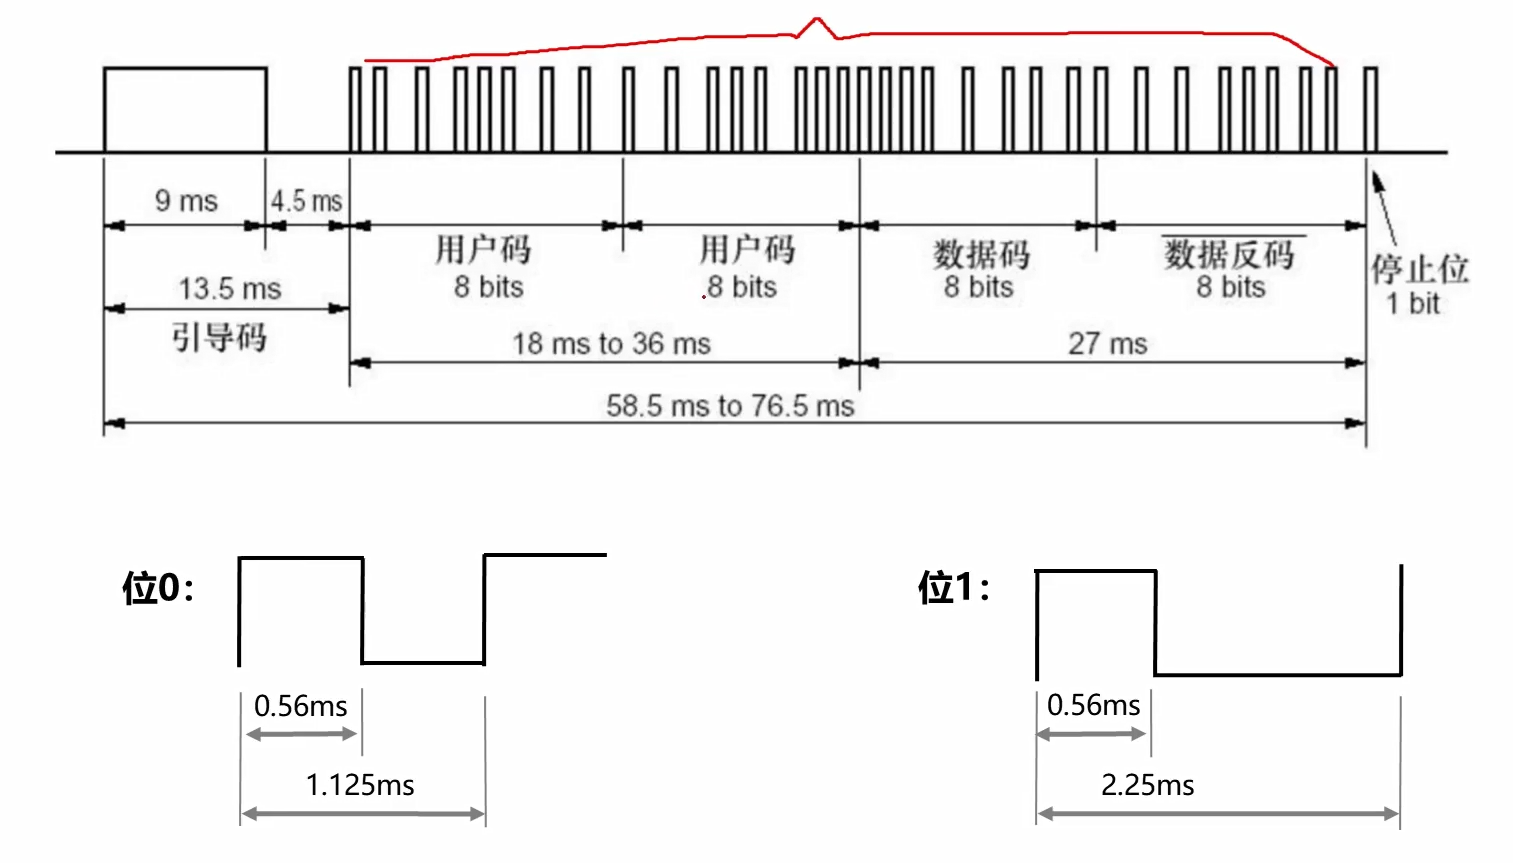 9 ms
4.5 ms
用户码
8 bits
用户码
8 bits
数据码
8 bits
数据反码
8 bits
停止位
1 bit
13.5 ms
引导码
18 ms to 36 ms
27 ms
58.5 ms to 76.5 ms
位0：
0.56ms
1.125ms
位1：
0.56ms
2.25ms